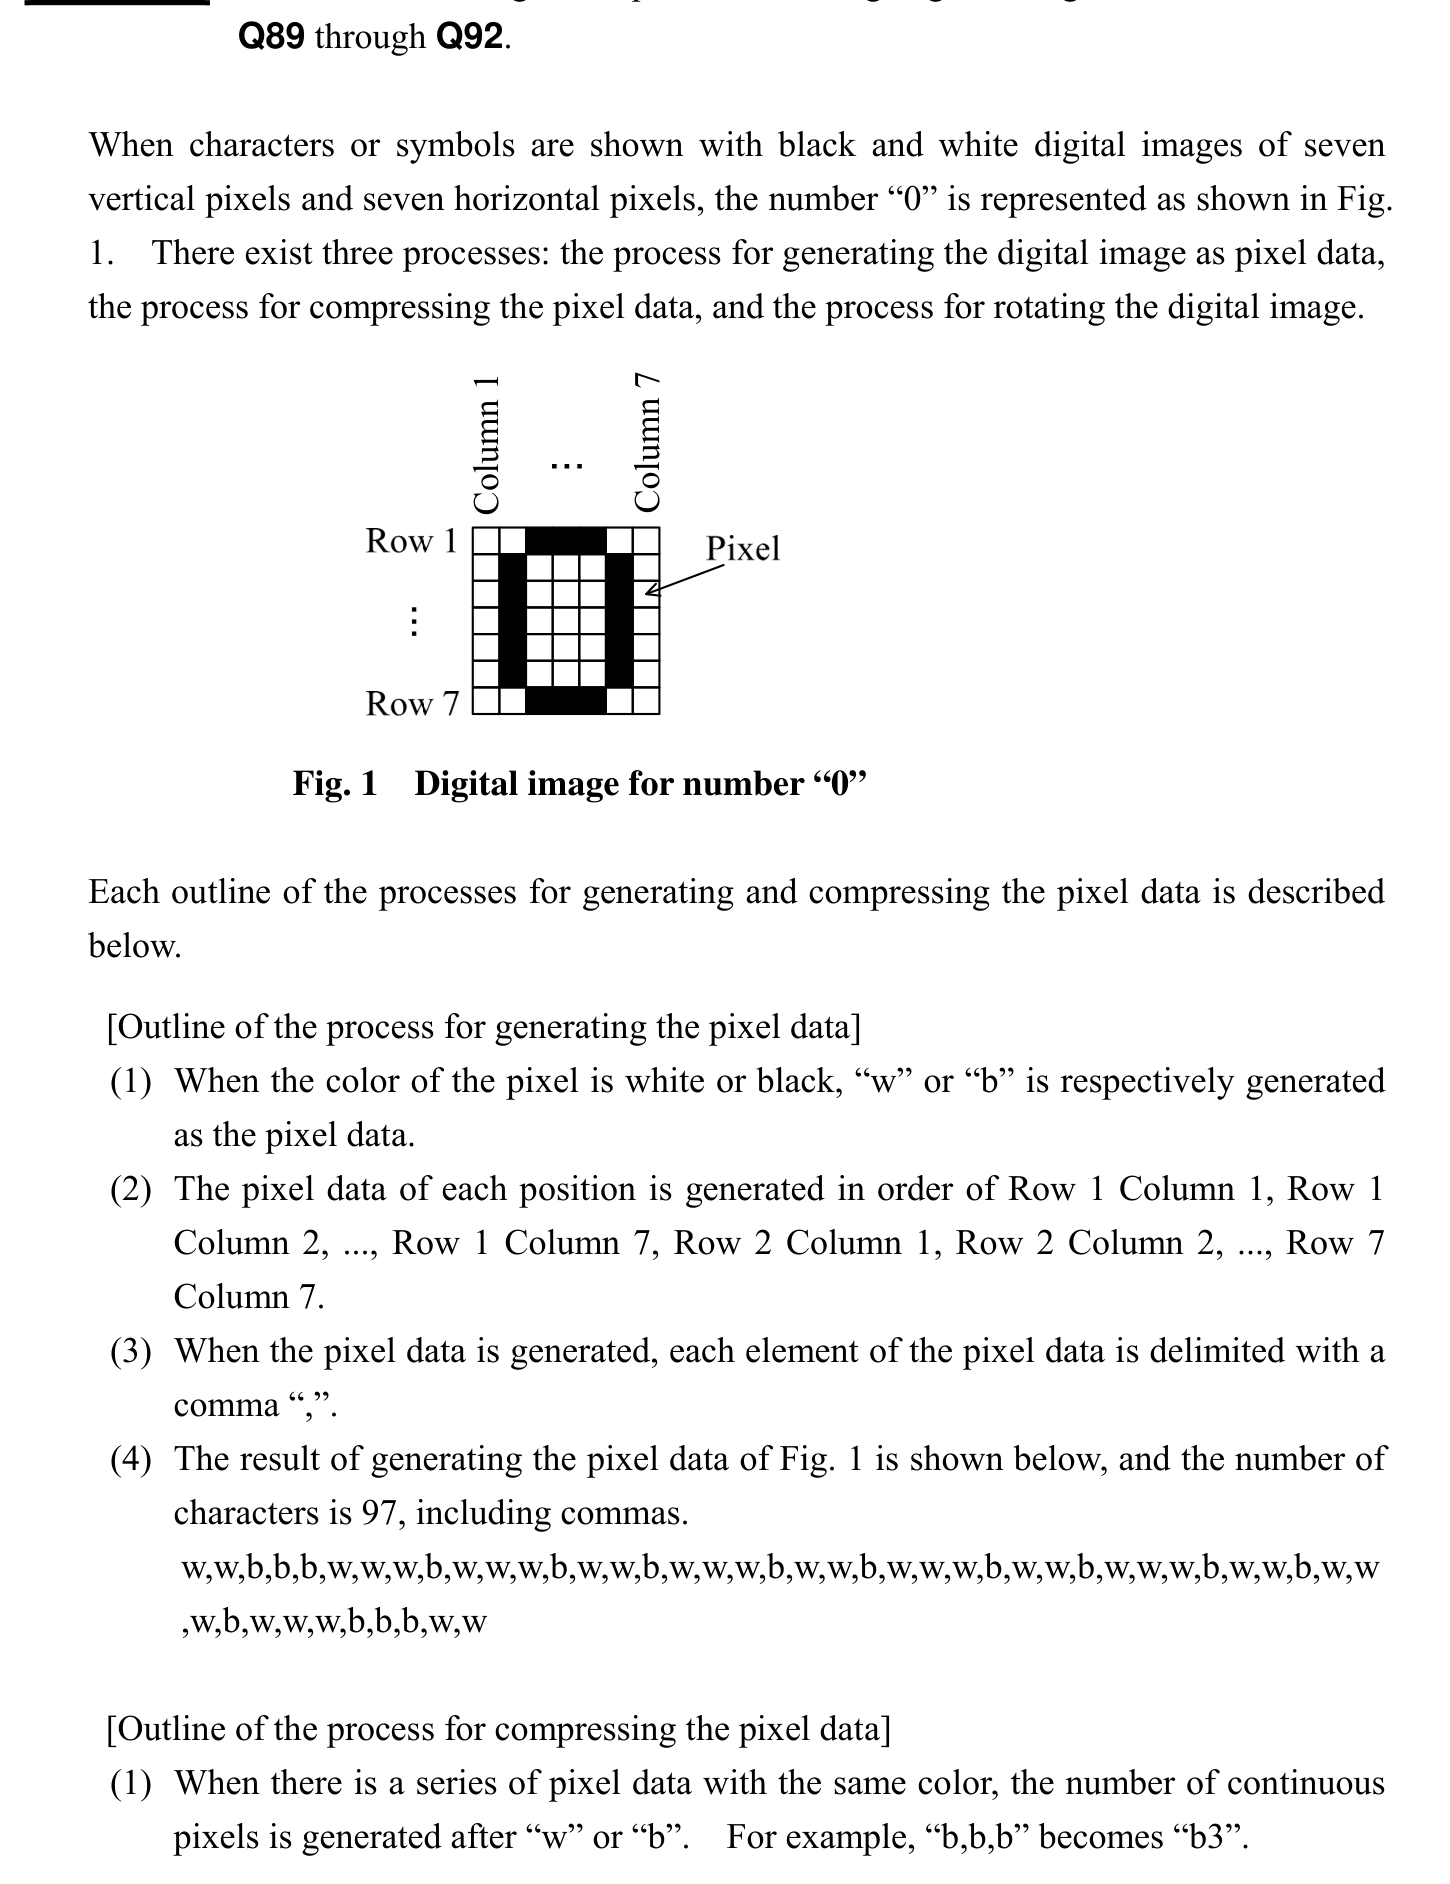 Q89 through Q92.
When characters or symbols are shown with black and white digital images of seven
vertical pixels and seven horizontal pixels, the number “0” is represented as shown in Fig.
1. There exist three processes: the process for generating the digital image as pixel data,
the process for compressing the pixel data, and the process for rotating the digital image.
Column 1
...
Column 7
Row 1
Pixel
...
Row 7
Fig. 1 Digital image for number “0”
Each outline of the processes for generating and compressing the pixel data is described
below.
[Outline of the process for generating the pixel data]
(1) When the color of the pixel is white or black, “w” or “b” is respectively generated
as the pixel data.
(2) The pixel data of each position is generated in order of Row 1 Column 1, Row 1
Column 2, ..., Row 1 Column 7, Row 2 Column 1, Row 2 Column 2, ..., Row 7
Column 7.
(3) When the pixel data is generated, each element of the pixel data is delimited with a
comma “,”.
(4) The result of generating the pixel data of Fig. 1 is shown below, and the number of
characters is 97, including commas.
w,w,b,b,b,w,w,w,b,w,w,w,b,w,w,b,w,w,w,b,w,w,b,w,w,w,b,w,w,b,w,w,w,b,w,w,b,w,w
,w,b,w,w,w,b,b,b,w,w
[Outline of the process for compressing the pixel data]
(1) When there is a series of pixel data with the same color, the number of continuous
pixels is generated after “w” or “b”. For example, “b,b,b” becomes “b3”.